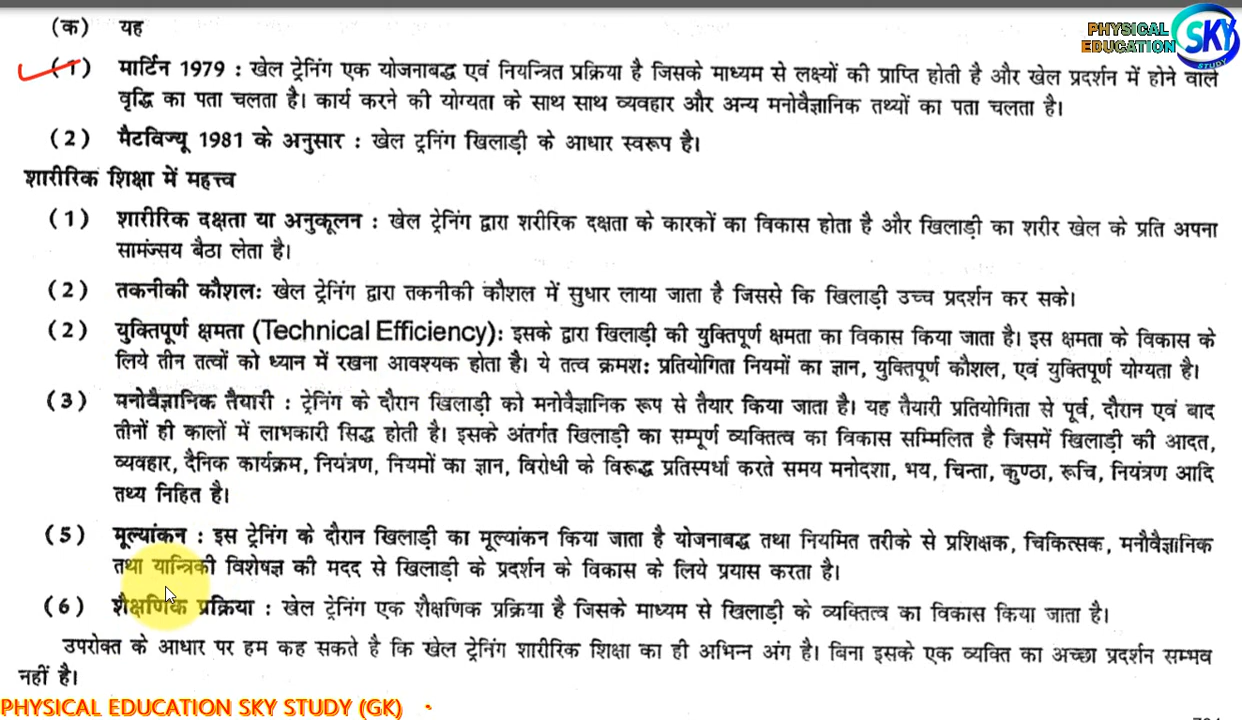 (क) यह
PHYSICAL EDUCATION SKY STUDY
(1) मार्टिन 1979 : खेल ट्रेनिंग एक योजनाबद्ध एवं नियन्त्रित प्रक्रिया है जिसके माध्यम से लक्ष्यों की प्राप्ति होती है और खेल प्रदर्शन में होने वाले
वृद्धि का पता चलता है। कार्य करने की योग्यता के साथ साथ व्यवहार और अन्य मनोवैज्ञानिक तथ्यों का पता चलता है।
(2) मैटविज्यू 1981 के अनुसार : खेल ट्रनिंग खिलाड़ी के आधार स्वरूप है।
शारीरिक शिक्षा में महत्त्व
(1) शारीरिक दक्षता या अनुकूलन : खेल ट्रेनिंग द्वारा शरीरिक दक्षता के कारकों का विकास होता है और खिलाड़ी का शरीर खेल के प्रति अपना
सामंज्सय बैठा लेता है।
(2) तकनीकी कौशल: खेल ट्रेनिंग द्वारा तकनीकी कौशल में सुधार लाया जाता है जिससे कि खिलाड़ी उच्च प्रदर्शन कर सके।
(2) युक्तिपूर्ण क्षमता (Technical Efficiency): इसके द्वारा खिलाड़ी की युक्तिपूर्ण क्षमता का विकास किया जाता है। इस क्षमता के विकास के
लिये तीन तत्वों को ध्यान में रखना आवश्यक होता है। ये तत्व क्रमश: प्रतियोगिता नियमों का ज्ञान, युक्तिपूर्ण कौशल, एवं युक्तिपूर्ण योग्यता है।
(3) मनोवैज्ञानिक तैयारी : ट्रेनिंग के दौरान खिलाड़ी को मनोवैज्ञानिक रूप से तैयार किया जाता है। यह तैयारी प्रतियोगिता से पूर्व, दौरान एवं बाद
तीनों ही कालों में लाभकारी सिद्ध होती है। इसके अंतर्गत खिलाड़ी का सम्पूर्ण व्यक्तित्व का विकास सम्मिलित है जिसमें खिलाड़ी की आदत,
व्यवहार, दैनिक कार्यक्रम, नियंत्रण, नियमों का ज्ञान, विरोधी के विरूद्ध प्रतिस्पर्धा करते समय मनोदशा, भय, चिन्ता, कुण्ठा, रूचि, नियंत्रण आदि
तथ्य निहित है।
(5) मूल्यांकन : इस ट्रेनिंग के दौरान खिलाड़ी का मूल्यांकन किया जाता है योजनाबद्ध तथा नियमित तरीके से प्रशिक्षक, चिकित्सक, मनौवैज्ञानिक
तथा यान्त्रिकी विशेषज्ञ की मदद से खिलाड़ी के प्रदर्शन के विकास के लिये प्रयास करता है।
(6) शैक्षणिक प्रक्रिया : खेल ट्रेनिंग एक शैक्षणिक प्रक्रिया है जिसके माध्यम से खिलाड़ी के व्यक्तित्व का विकास किया जाता है।
उपरोक्त के आधार पर हम कह सकते है कि खेल ट्रेनिंग शारीरिक शिक्षा का ही अभिन्न अंग है। बिना इसके एक व्यक्ति का अच्छा प्रदर्शन सम्भव
नहीं है।
PHYSICAL EDUCATION SKY STUDY (GK)